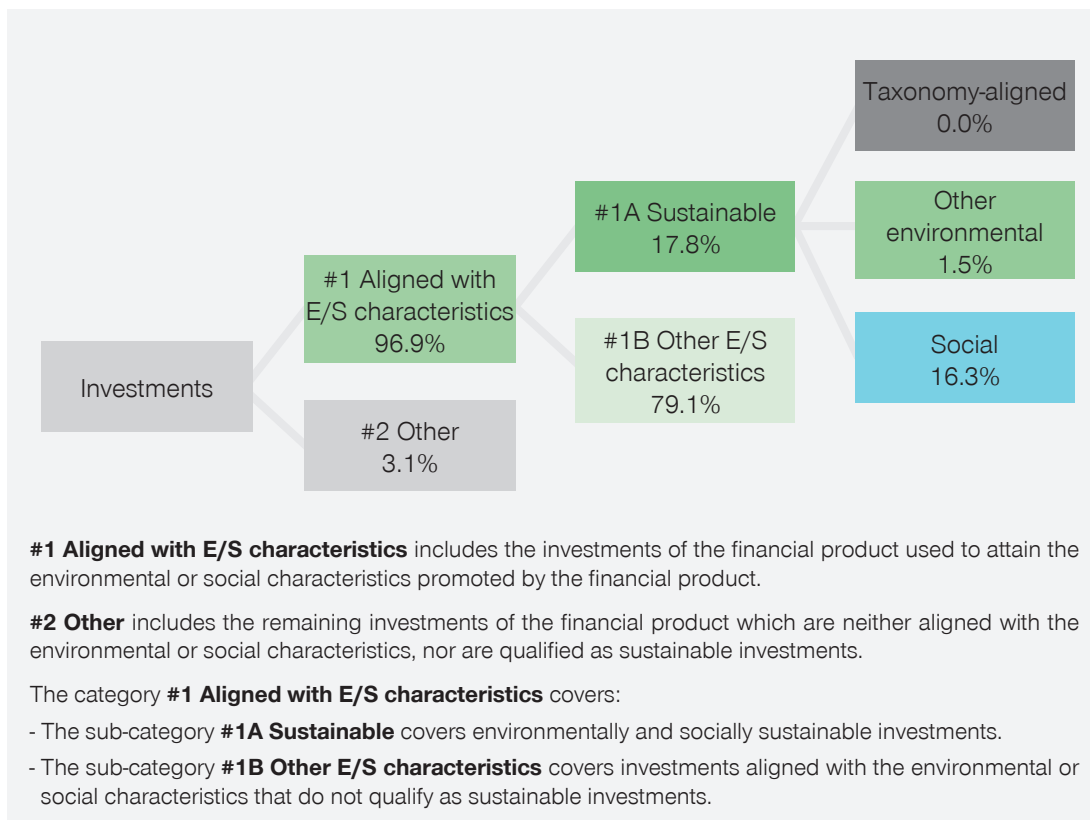 Taxonomy-aligned
0.0%
#1A Sustainable
17.8%
Other
environmental
1.5%
#1 Aligned with
E/S characteristics
96.9%
#1B Other E/S
characteristics
79.1%
Social
16.3%
Investments
#2 Other
3.1%
#1 Aligned with E/S characteristics includes the investments of the financial product used to attain the
environmental or social characteristics promoted by the financial product.
#2 Other includes the remaining investments of the financial product which are neither aligned with the
environmental or social characteristics, nor are qualified as sustainable investments.
The category #1 Aligned with E/S characteristics covers:
- The sub-category #1A Sustainable covers environmentally and socially sustainable investments.
- The sub-category #1B Other E/S characteristics covers investments aligned with the environmental or
social characteristics that do not qualify as sustainable investments.